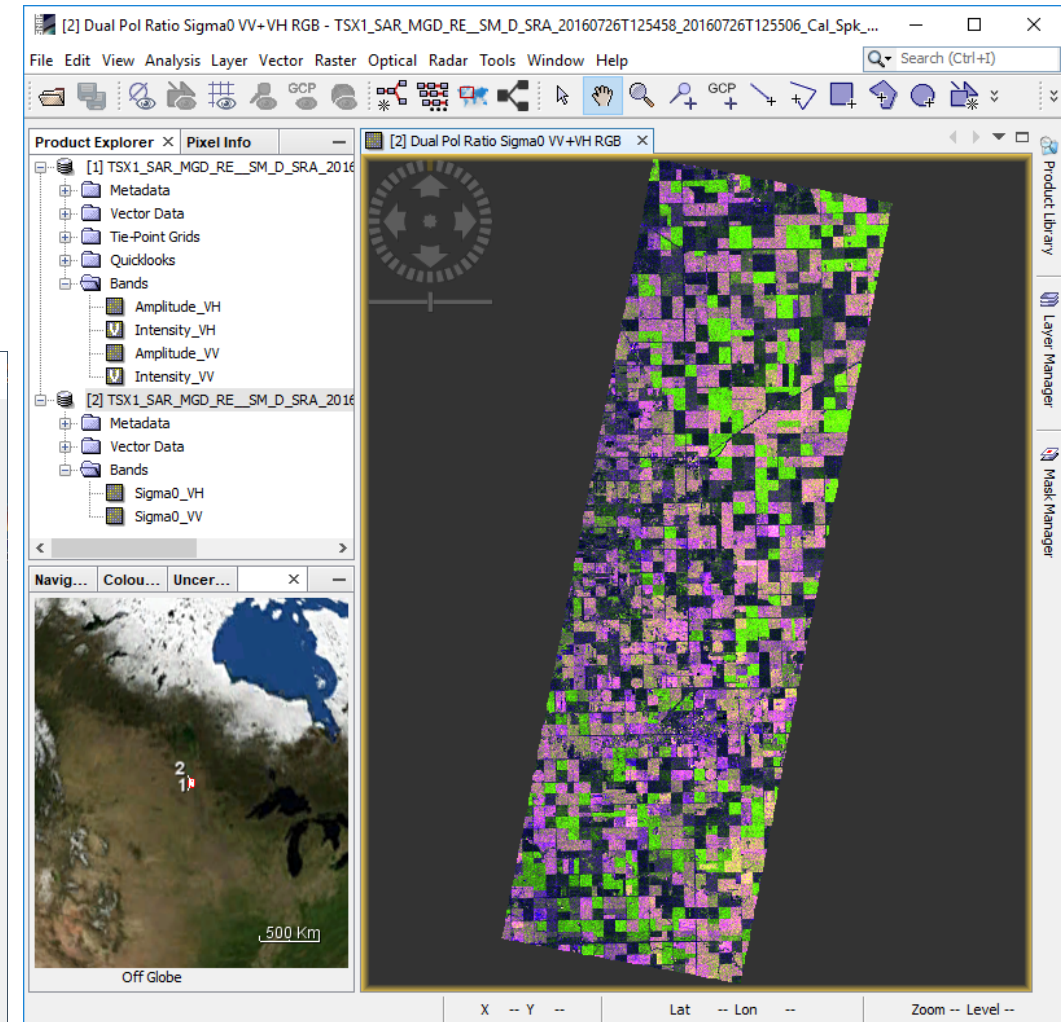 [2] Dual Pol Ratio Sigma0 VV+VH RGB - TSX1_SAR_MGD_RE__SM_D_SRA_20160726T125458_20160726T125506_Cal_Spk_...
File Edit View Analysis Layer Vector Raster Optical Radar Tools Window Help
Search (Ctrl+I)
GCP
GCP
Product Explorer
Pixel Info
[2] Dual Pol Ratio Sigma0 VV+VH RGB
[1] TSX1_SAR_MGD_RE__SM_D_SRA_2016
Metadata
Vector Data
Tie-Point Grids
Quicklooks
Bands
Amplitude_VH
Intensity_VH
Amplitude_VV
Intensity_VV
[2] TSX1_SAR_MGD_RE__SM_D_SRA_2016
Metadata
Vector Data
Bands
Sigma0_VH
Sigma0_VV
Navig...
Colou...
Uncer...
2
1
500 Km
Off Globe
Product Library
Layer Manager
Mask Manager
X -- Y --
Lat -- Lon --
Zoom -- Level --